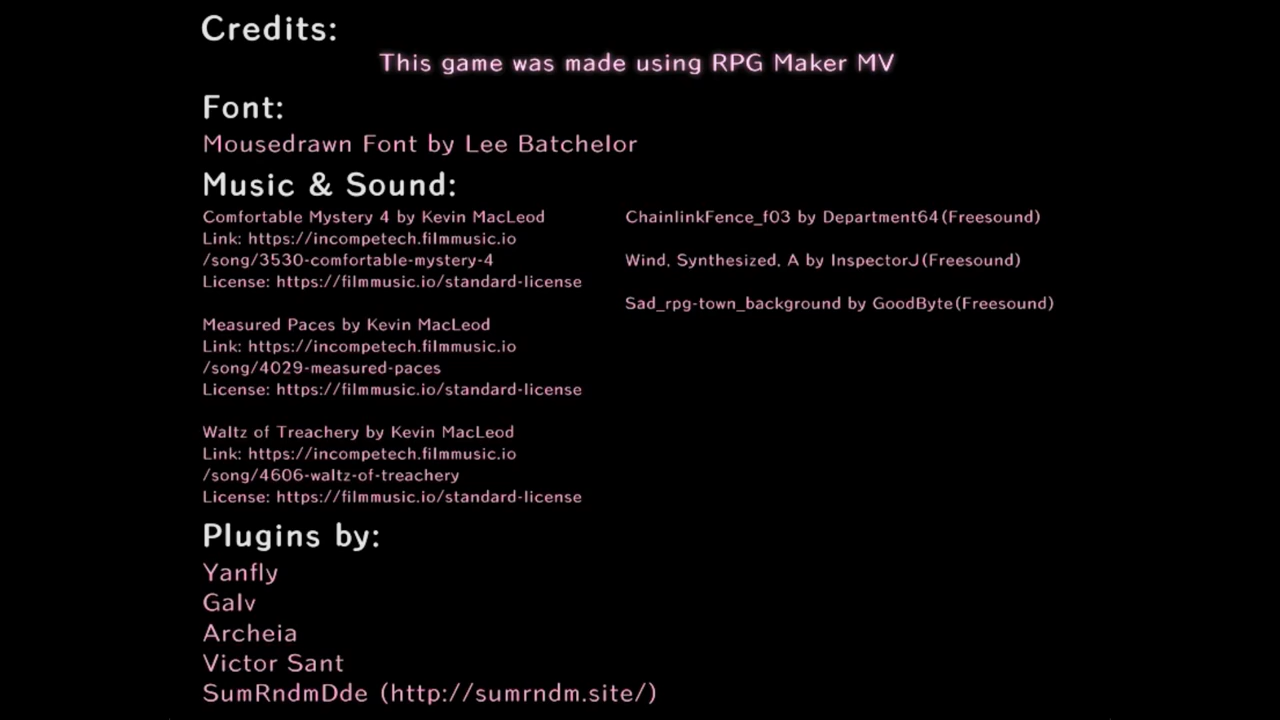 Credits:
This game was made using RPG Maker MV
Font:
Mousedrawn Font by Lee Batchelor
Music & Sound:
Comfortable Mystery 4 by Kevin MacLeod
Link: https://incompetech.filmmusic.io
/song/3530-comfortable-mystery-4
License: https://filmmusic.io/standard-license
Measured Paces by Kevin MacLeod
Link: https://incompetech.filmmusic.io
/song/4029-measured-paces
License: https://filmmusic.io/standard-license
Waltz of Treachery by Kevin MacLeod
Link: https://incompetech.filmmusic.io
/song/4606-waltz-of-treachery
License: https://filmmusic.io/standard-license
ChainlinkFence_f03 by Department64(Freesound)
Wind, Synthesized, A by InspectorJ(Freesound)
Sad_rpg-town_background by GoodByte(Freesound)
Plugins by:
Yanfly
Galv
Archeia
Victor Sant
SumRndmDde (http://sumrndm.site/)